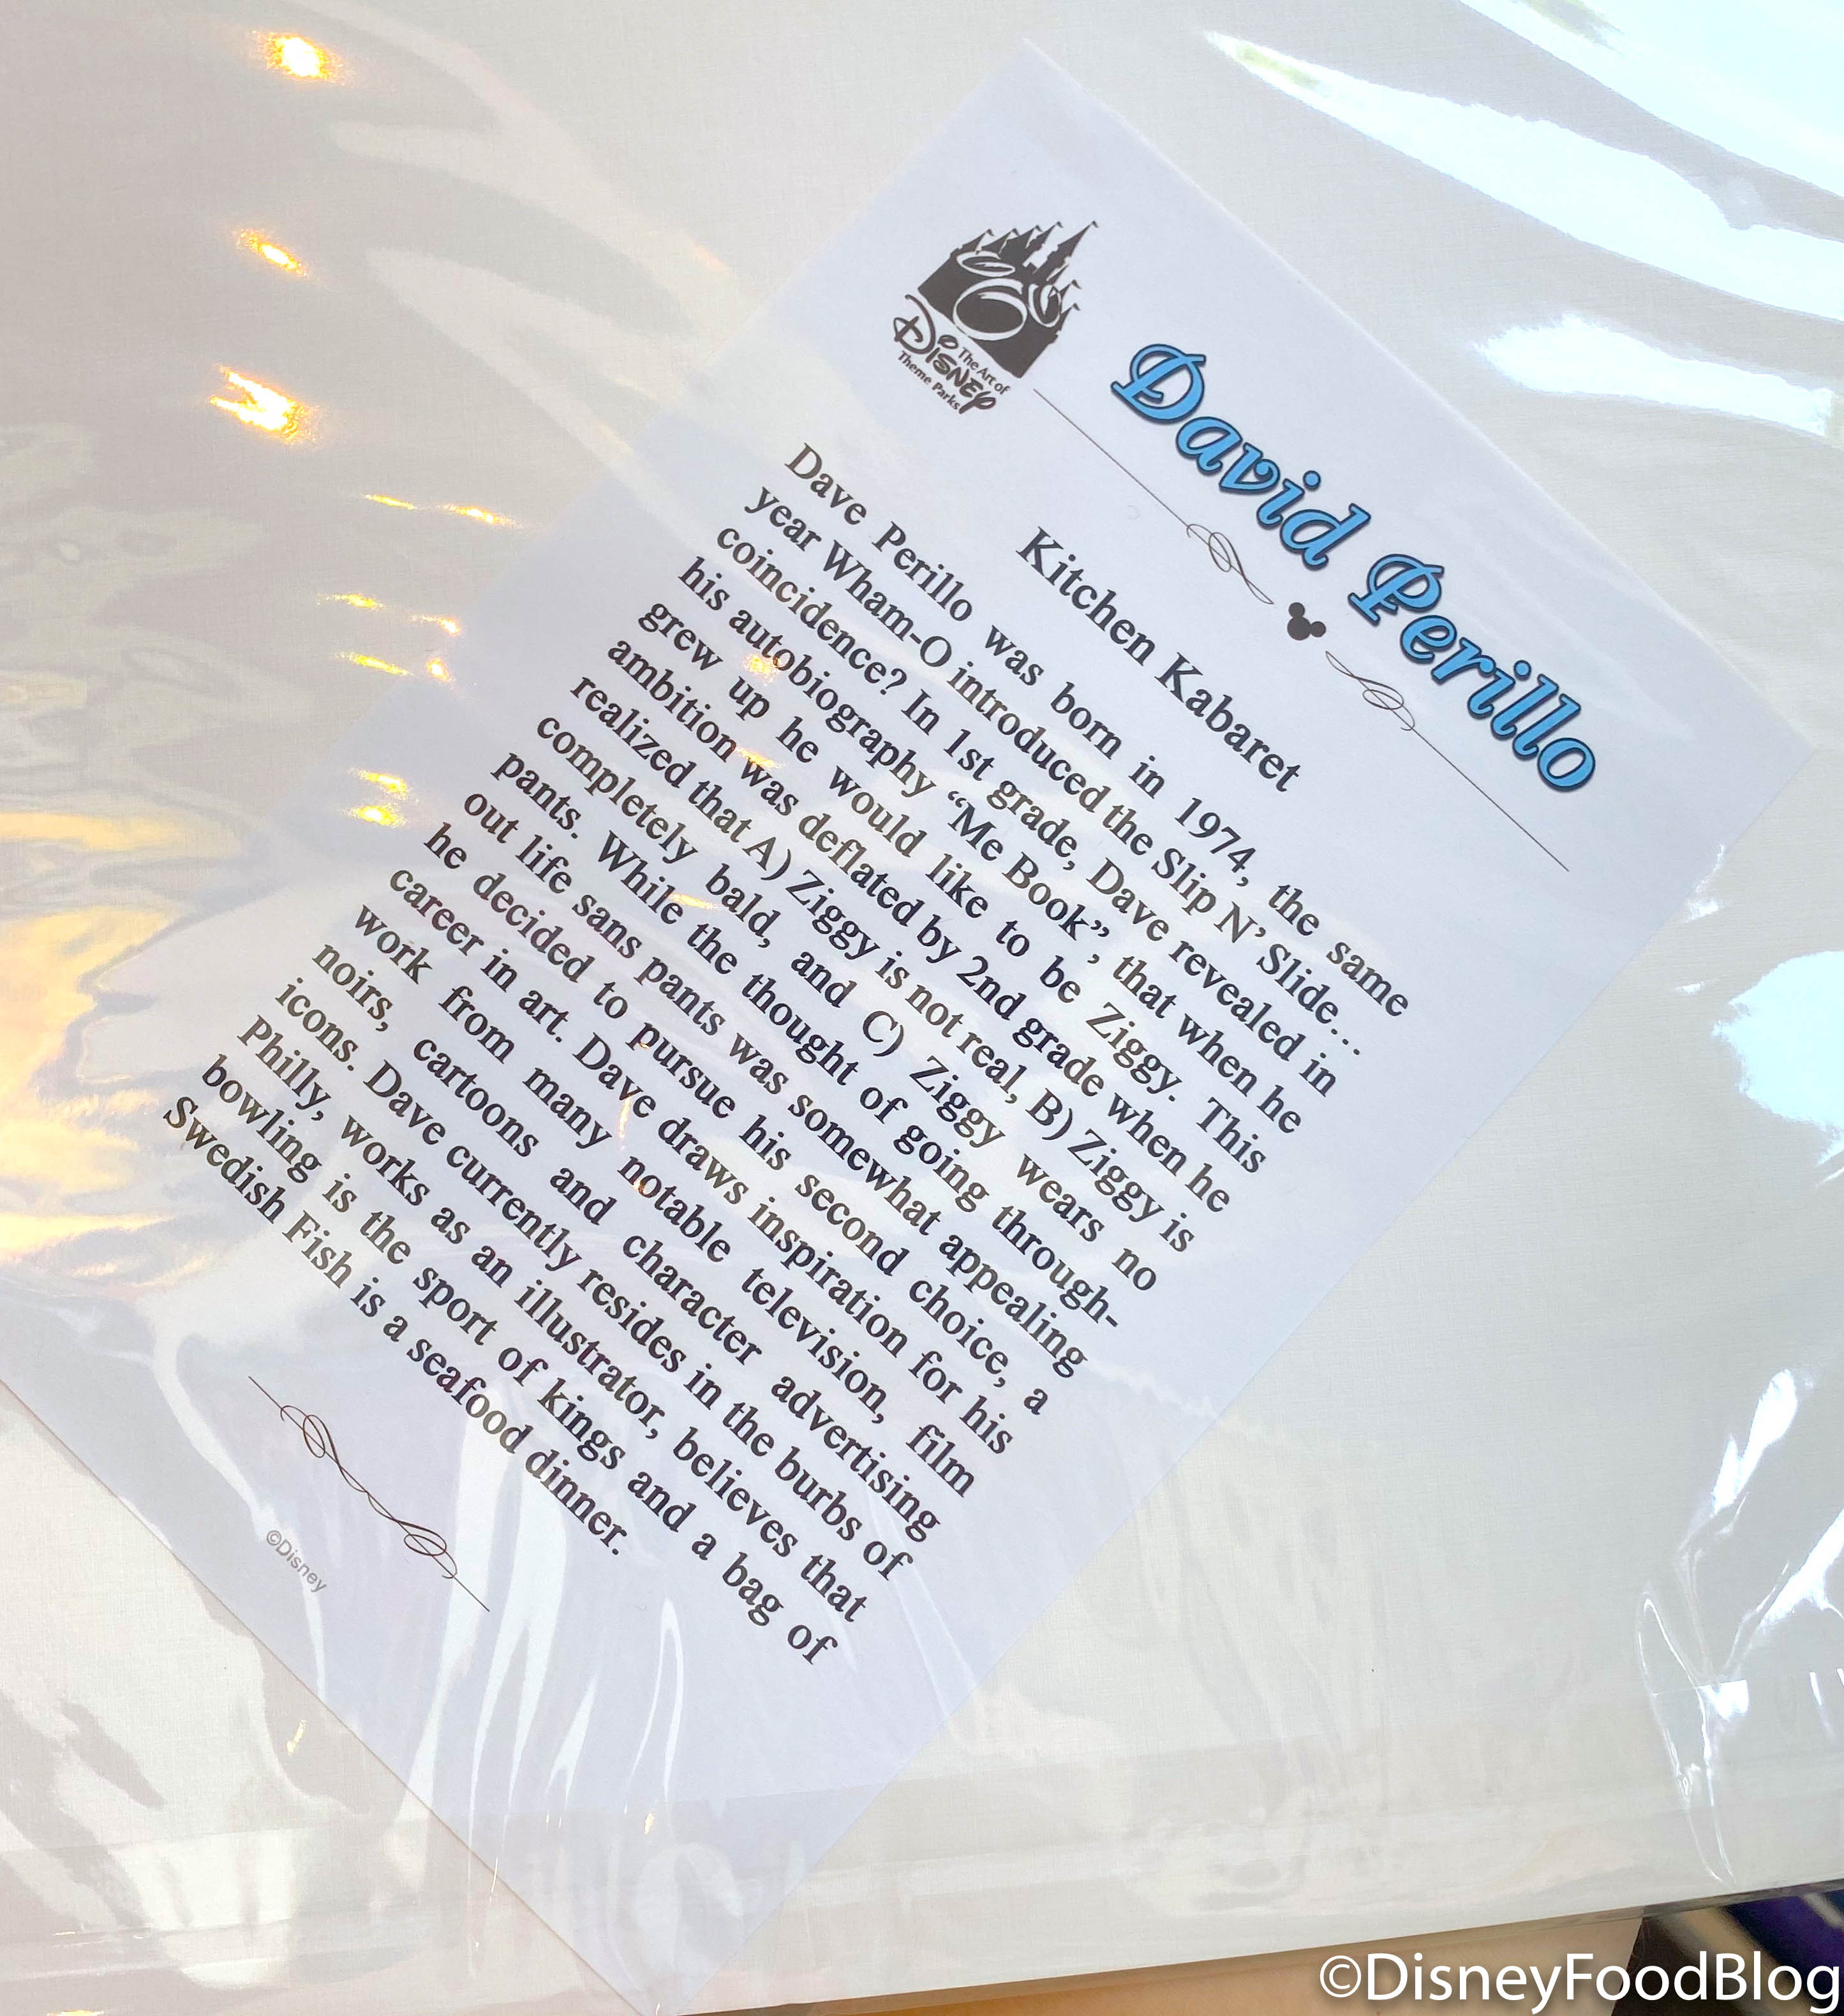 The Art of
Disney
Theme Parks
David Perillo
Kitchen Kabaret
Dave Perillo was born in 1974, the same
year Wham-O introduced the Slip N’ Slide...
coincidence? In 1st grade, Dave revealed in
his autobiography “Me Book”, that when he
grew up he would like to be Ziggy. This
ambition was deflated by 2nd grade when he
realized that A) Ziggy is not real, B) Ziggy is
completely bald, and C) Ziggy wears no
pants. While the thought of going through-
out life sans pants was somewhat appealing
he decided to pursue his second choice, a
career in art. Dave draws inspiration for his
work from many notable television, film
noirs, cartoons and character advertising
icons. Dave currently resides in the burbs of
Philly, works as an illustrator, believes that
bowling is the sport of kings and a bag of
Swedish Fish is a seafood dinner.
©Disney
©DisneyFoodBlog